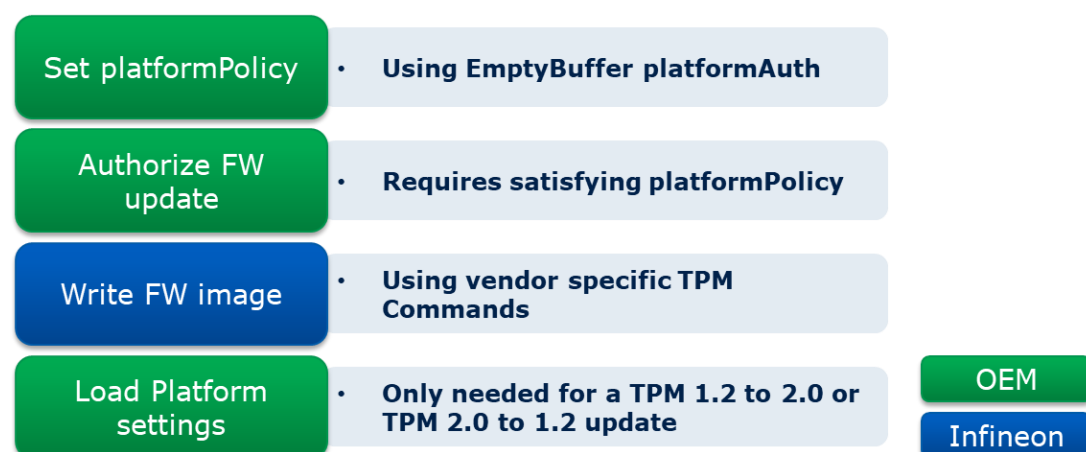 Set platformPolicy
• Using EmptyBuffer platformAuth
Authorize FW
update
• Requires satisfying platformPolicy
Write FW image
• Using vendor specific TPM
Commands
Load Platform
settings
• Only needed for a TPM 1.2 to 2.0 or
TPM 2.0 to 1.2 update
OEM
Infineon